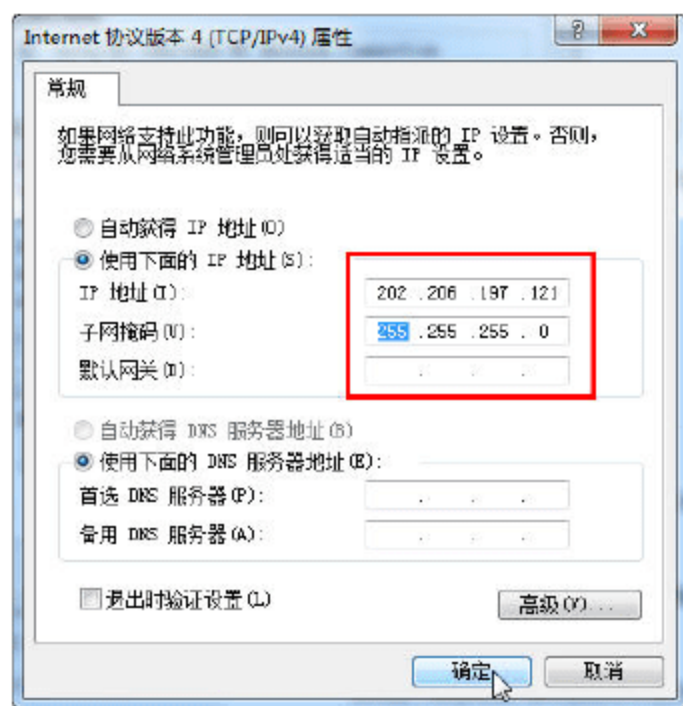 Internet 协议版本 4 (TCP/IPv4) 属性
常规
如果网络支持此功能，则可以获取自动指派的 IP 设置。否则，
您需要从网络系统管理员处获得适当的 IP 设置。
自动获得 IP 地址(O)
使用下面的 IP 地址(S):
IP 地址(I): 202 .206 .197 .121
子网掩码(U): 255 .255 .255 . 0
默认网关(D): . . .
自动获得 DNS 服务器地址(B)
使用下面的 DNS 服务器地址(E):
首选 DNS 服务器(P): . . .
备用 DNS 服务器(A): . . .
退出时验证设置(L)
高级(V)...
确定 取消